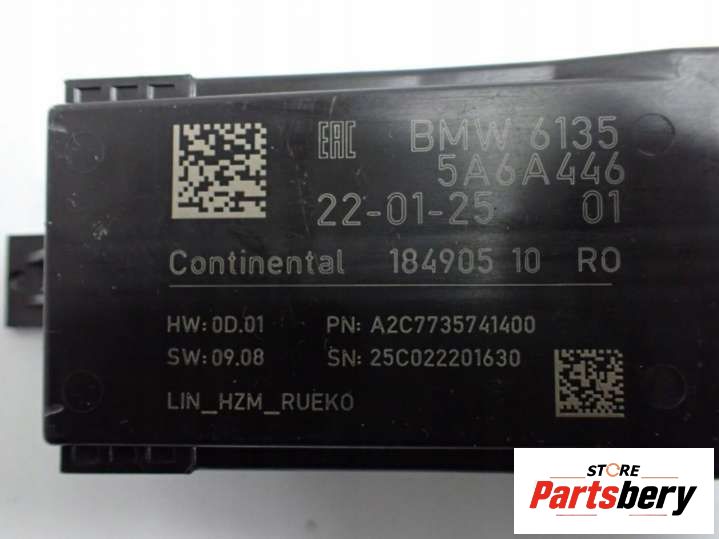 EAC BMW 6135
5A6A446
22-01-25 01
Continental 184905 10 RO
HW: 0D.01 PN: A2C7735741400
SW: 09.08 SN: 25C022201630
LIN_HZM_RUEKO
STORE
Partsbery